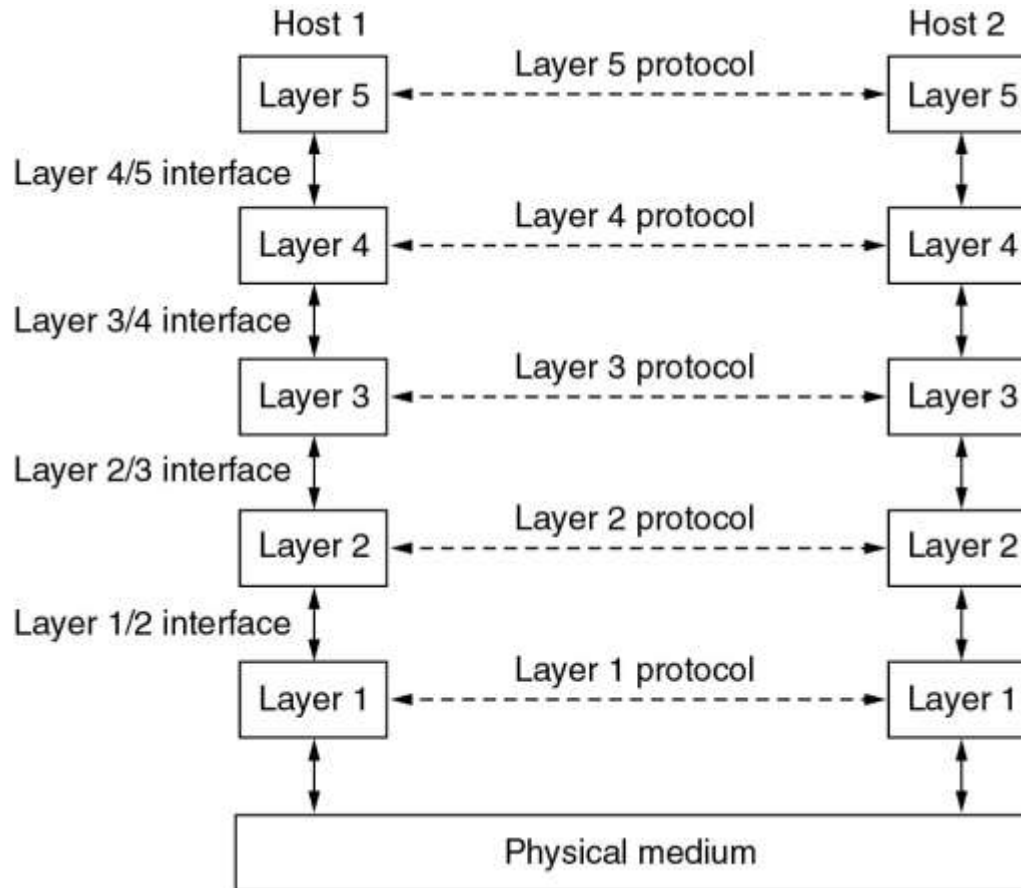 Host 1
Host 2
Layer 5 protocol
Layer 5
Layer 5
Layer 4/5 interface
Layer 4 protocol
Layer 4
Layer 4
Layer 3/4 interface
Layer 3 protocol
Layer 3
Layer 3
Layer 2/3 interface
Layer 2 protocol
Layer 2
Layer 2
Layer 1/2 interface
Layer 1 protocol
Layer 1
Layer 1
Physical medium